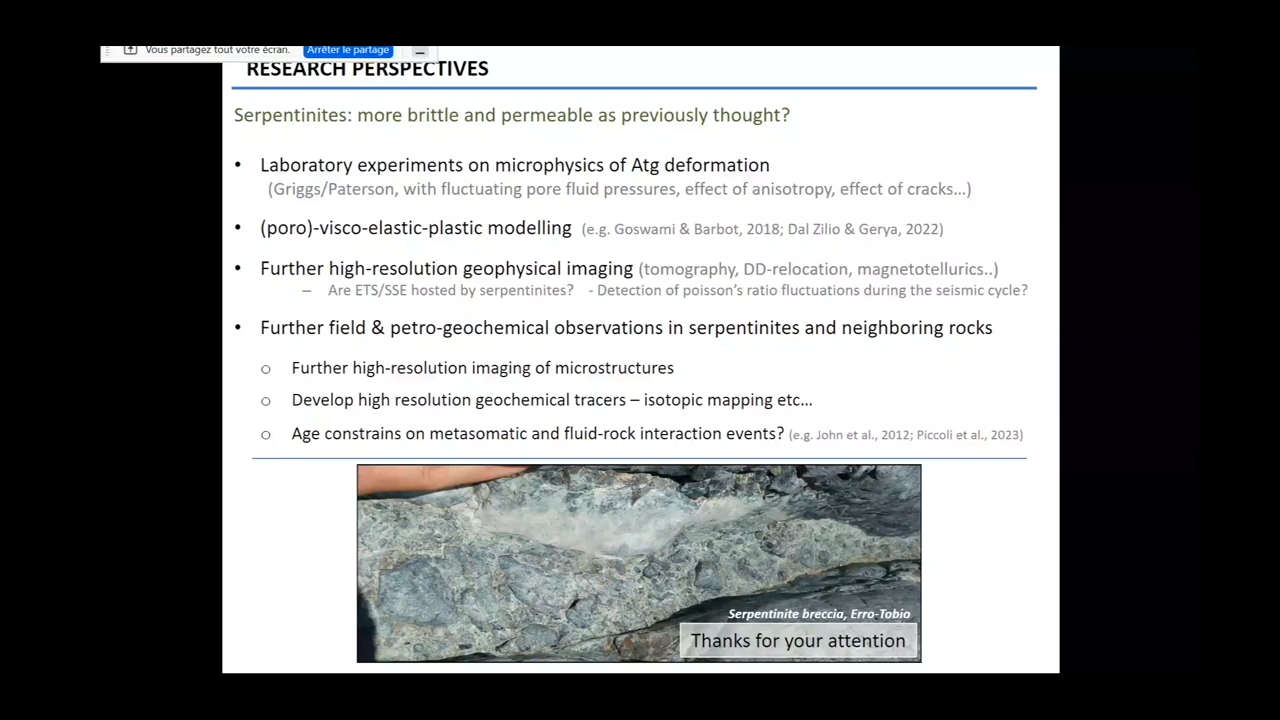 Vous partagez tout votre écran. Arrêter le partage
RESEARCH PERSPECTIVES
Serpentinites: more brittle and permeable as previously thought?
• Laboratory experiments on microphysics of Atg deformation
(Griggs/Paterson, with fluctuating pore fluid pressures, effect of anisotropy, effect of cracks…)
• (poro)-visco-elastic-plastic modelling (e.g. Goswami & Barbot, 2018; Dal Zilio & Gerya, 2022)
• Further high-resolution geophysical imaging (tomography, DD-relocation, magnetotellurics..)
– Are ETS/SSE hosted by serpentinites? - Detection of poisson's ratio fluctuations during the seismic cycle?
• Further field & petro-geochemical observations in serpentinites and neighboring rocks
o Further high-resolution imaging of microstructures
o Develop high resolution geochemical tracers – isotopic mapping etc…
o Age constrains on metasomatic and fluid-rock interaction events? (e.g. John et al., 2012; Piccoli et al., 2023)
Serpentinite breccia, Erro-Tobio
Thanks for your attention